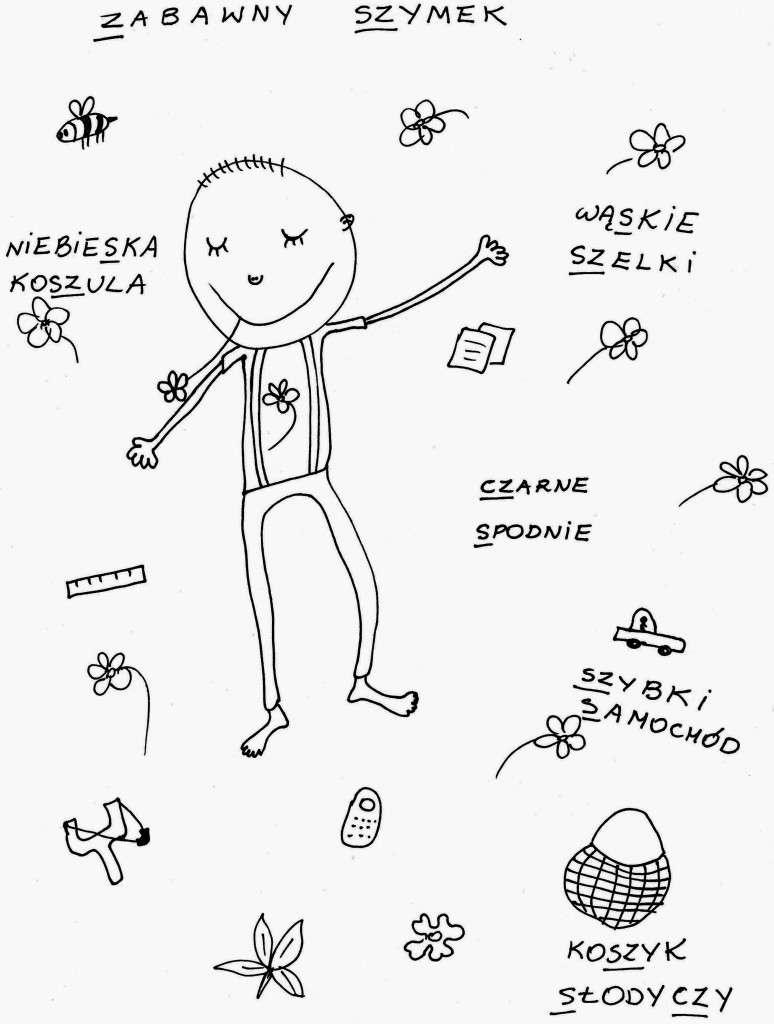 ZABAWNY SZYMEK
NiEBiESKA
KOSZULA
WĄSKiE
SZELKi
CZARNE
SPODNiE
SZYBKi
SAMOCHÓD
KOSZYK
SŁODYCZY